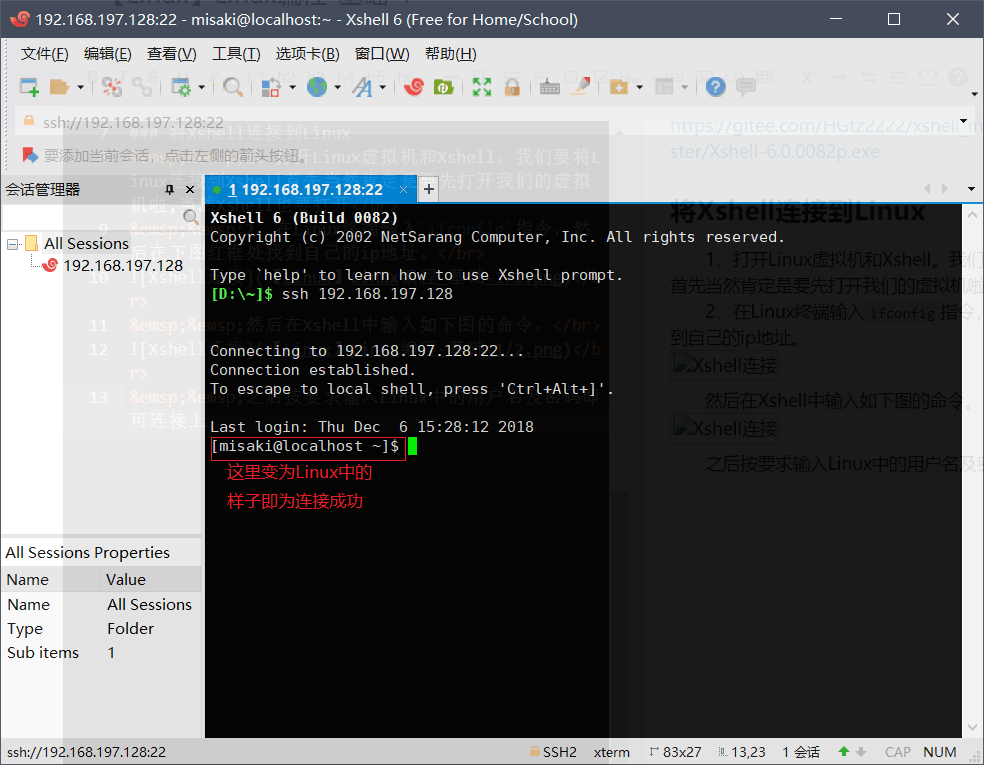 192.168.197.128:22 - misaki@localhost:~ - Xshell 6 (Free for Home/School)
文件(F) 编辑(E) 查看(V) 工具(T) 选项卡(B) 窗口(W) 帮助(H)
ssh://192.168.197.128:22
要添加当前会话，点击左侧的箭头按钮。
会话管理器
1 192.168.197.128:22
All Sessions
192.168.197.128
Xshell 6 (Build 0082)
Copyright (c) 2002 NetSarang Computer, Inc. All rights reserved.
Type `help' to learn how to use Xshell prompt.
[D:\~]$ ssh 192.168.197.128
Connecting to 192.168.197.128:22...
Connection established.
To escape to local shell, press 'Ctrl+Alt+]'.
Last login: Thu Dec  6 15:28:12 2018
[misaki@localhost ~]$
这里变为Linux中的
样子即为连接成功
https://gitee.com/HGtz2222/xshell_in
ster/Xshell-6.0.0082p.exe
将Xshell连接到Linux
1、打开Linux虚拟机和Xshell。我们
首先当然肯定是要先打开我们的虚拟机啦
2、在Linux终端输入 ifconfig 指令，
到自己的ip地址。
Xshell连接
然后在Xshell中输入如下图的命令。
Xshell连接
之后按要求输入Linux中的用户名及密
All Sessions Properties
Name Value
Name All Sessions
Type Folder
Sub items 1
ssh://192.168.197.128:22 SSH2 xterm 83x27 13,23 1 会话 CAP NUM